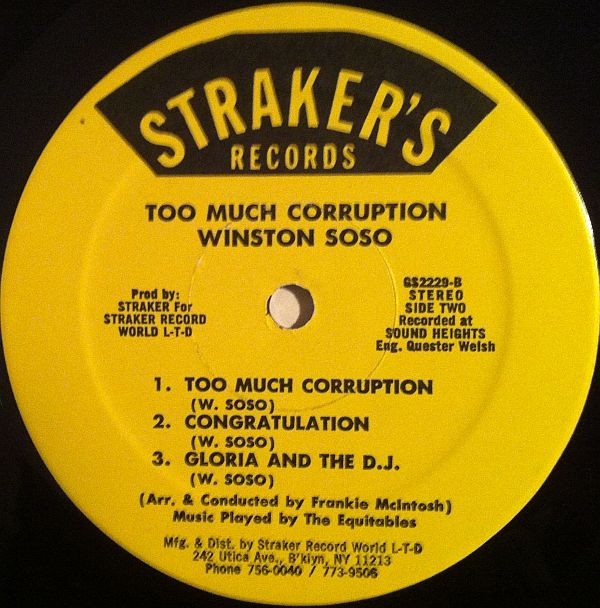 STRAKER'S
RECORDS
TOO MUCH CORRUPTION
WINSTON SOSO
Prod by:
STRAKER For
STRAKER RECORD
WORLD L-T-D
GS2229-B
STEREO
SIDE TWO
Recorded at
SOUND HEIGHTS
Eng. Quester Welsh
1. TOO MUCH CORRUPTION
(W. SOSO)
2. CONGRATULATION
(W. SOSO)
3. GLORIA AND THE D.J.
(W. SOSO)
(Arr. & Conducted by Frankie McIntosh)
Music Played by The Equitables
Mfg. & Dist. by Straker Record World L-T-D
242 Utica Ave., B'klyn, NY 11213
Phone 756-0040 / 773-9506